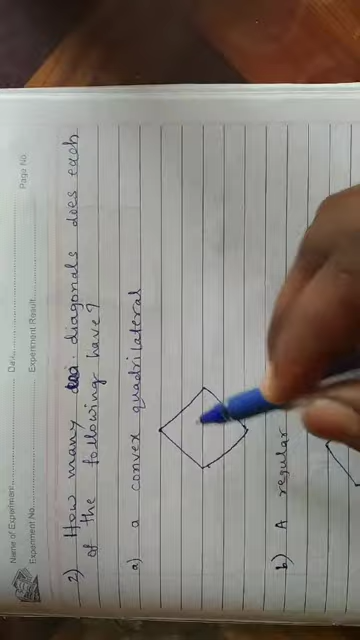 Name of Experiment Date
Page No.
Experiment No. Experiment Result
2) How many diagonals does each
of the following have?
a) a convex quadrilateral
b) A regular